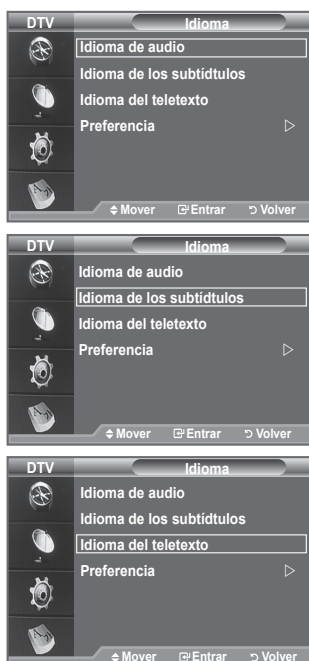 DTV Idioma
Idioma de audio
Idioma de los subtídtulos
Idioma del teletexto
Preferencia
Mover Entrar Volver
DTV Idioma
Idioma de audio
Idioma de los subtídtulos
Idioma del teletexto
Preferencia
Mover Entrar Volver
DTV Idioma
Idioma de audio
Idioma de los subtídtulos
Idioma del teletexto
Preferencia
Mover Entrar Volver